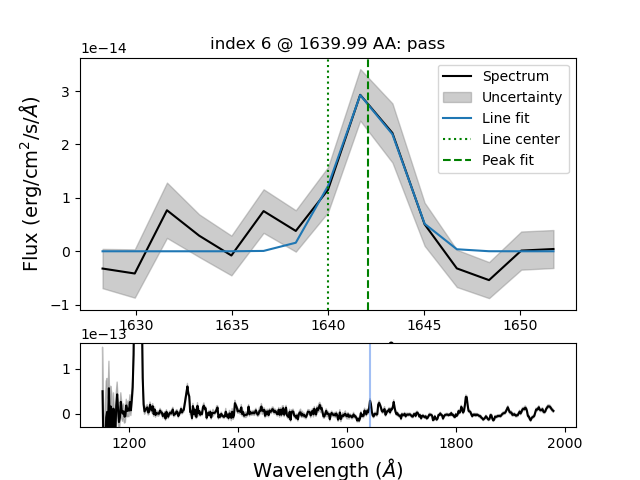 index 6 @ 1639.99 AA: pass
1e−14
Flux (erg/cm²/s/Å)
3
2
1
0
−1
Spectrum
Uncertainty
Line fit
Line center
Peak fit
1630
1635
1640
1645
1650
1e−13
1
0
1200
1400
1600
1800
2000
Wavelength (Å)